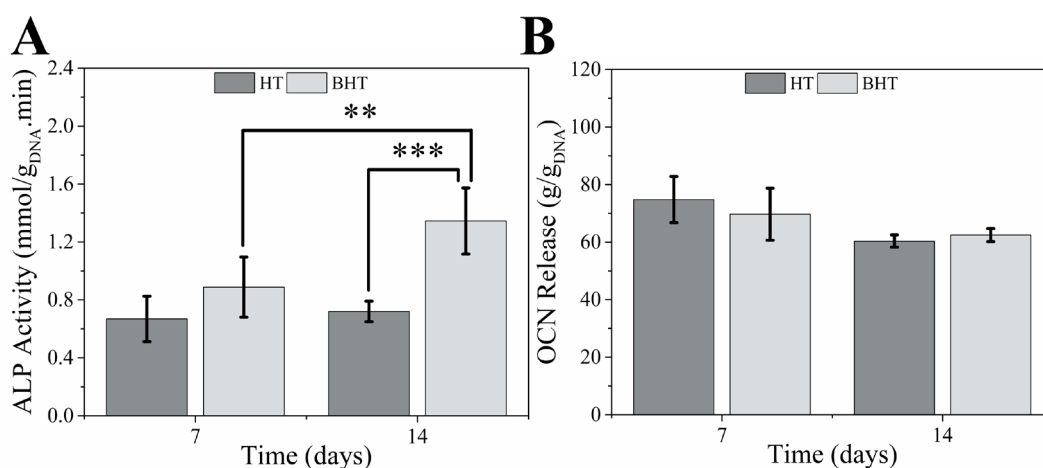 A
ALP Activity (mmol/gDNA.min)
2.4
2.0
1.6
1.2
0.8
0.4
0.0
HT BHT
**
***
7 14
Time (days)
B
OCN Release (g/gDNA)
120
100
80
60
40
20
0
HT BHT
7 14
Time (days)